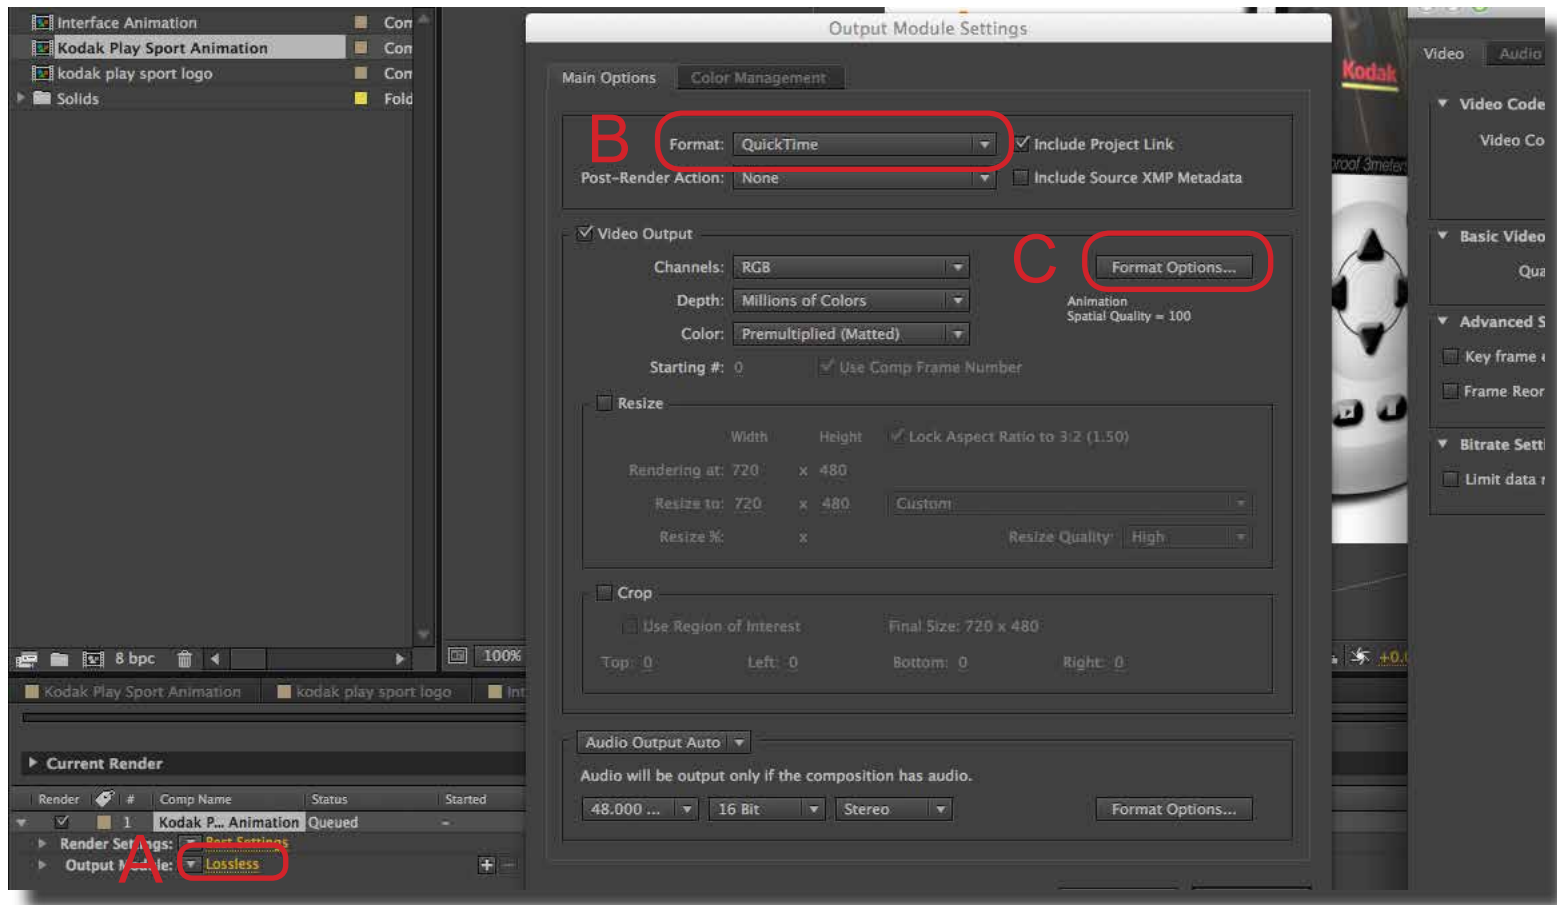 Interface Animation
Com
Kodak Play Sport Animation
Com
kodak play sport logo
Com
Solids
Fold
8 bpc
100%
Output Module Settings
Main Options
Color Management
B
Format: QuickTime
Include Project Link
Post-Render Action: None
Include Source XMP Metadata
Video Output
Channels: RGB
C
Format Options...
Depth: Millions of Colors
Animation
Spatial Quality = 100
Color: Premultiplied (Matted)
Starting #: 0
Use Comp Frame Number
Resize
Width Height
Lock Aspect Ratio to 3:2 (1.50)
Rendering at: 720 x 480
Resize to: 720 x 480 Custom
Resize %: x
Resize Quality: High
Crop
Use Region of Interest
Final Size: 720 x 480
Top: 0 Left: 0 Bottom: 0 Right: 0
Audio Output Auto
Audio will be output only if the composition has audio.
48.000 ... 16 Bit Stereo
Format Options...
Kodak
proof 3meters
+0.0
Video Audio
Video Code
Video Co
Basic Video
Qua
Advanced S
Key frame e
Frame Reor
Bitrate Sett
Limit data r
Kodak Play Sport Animation
kodak play sport logo
Int
Current Render
Render # Comp Name Status Started
1 Kodak P... Animation Queued -
Render Settings: Best Settings
A
Output Module: Lossless